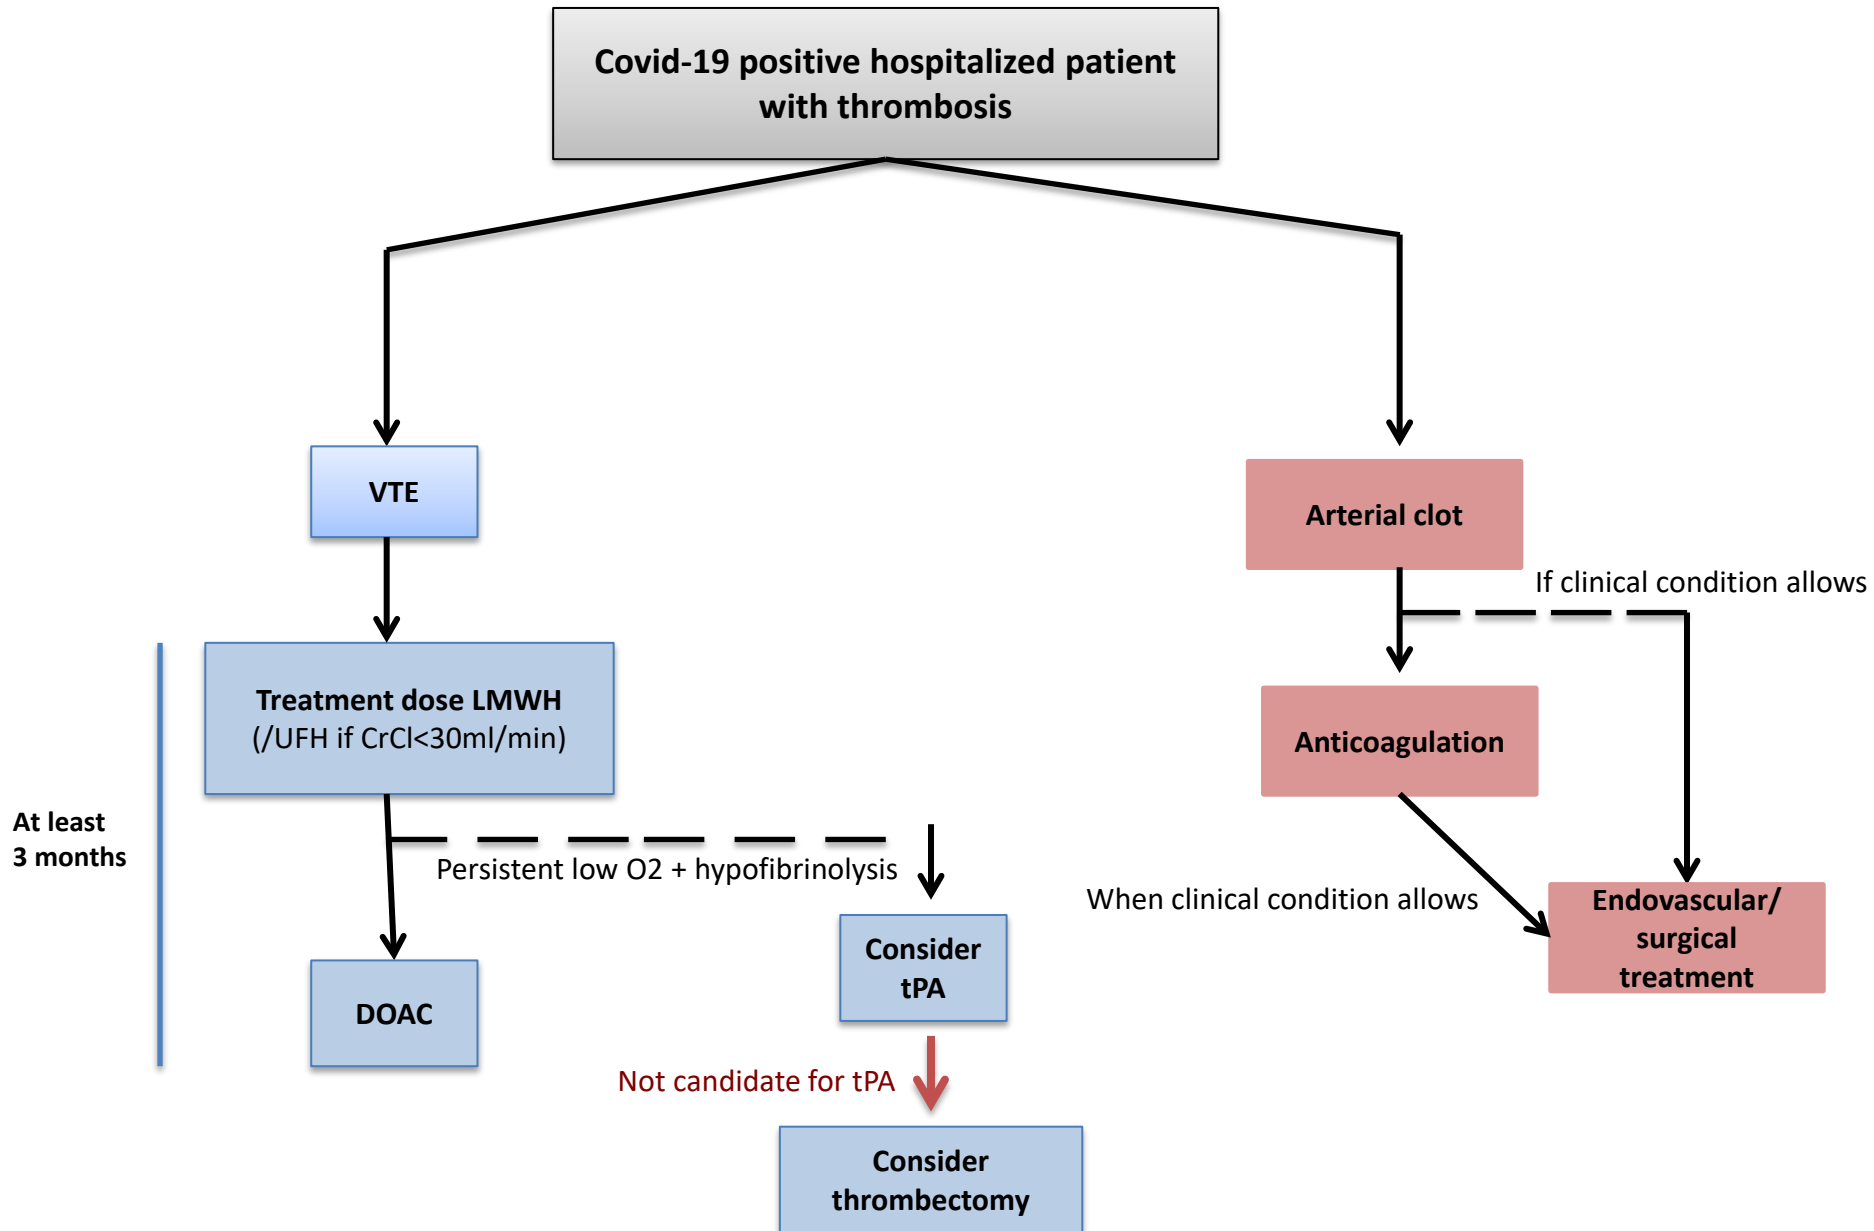 Covid-19 positive hospitalized patient
with thrombosis
VTE
Arterial clot
If clinical condition allows
Treatment dose LMWH
(/UFH if CrCl<30ml/min)
Anticoagulation
At least
3 months
Persistent low O2 + hypofibrinolysis
When clinical condition allows
Endovascular/
surgical
treatment
Consider
tPA
DOAC
Not candidate for tPA
Consider
thrombectomy